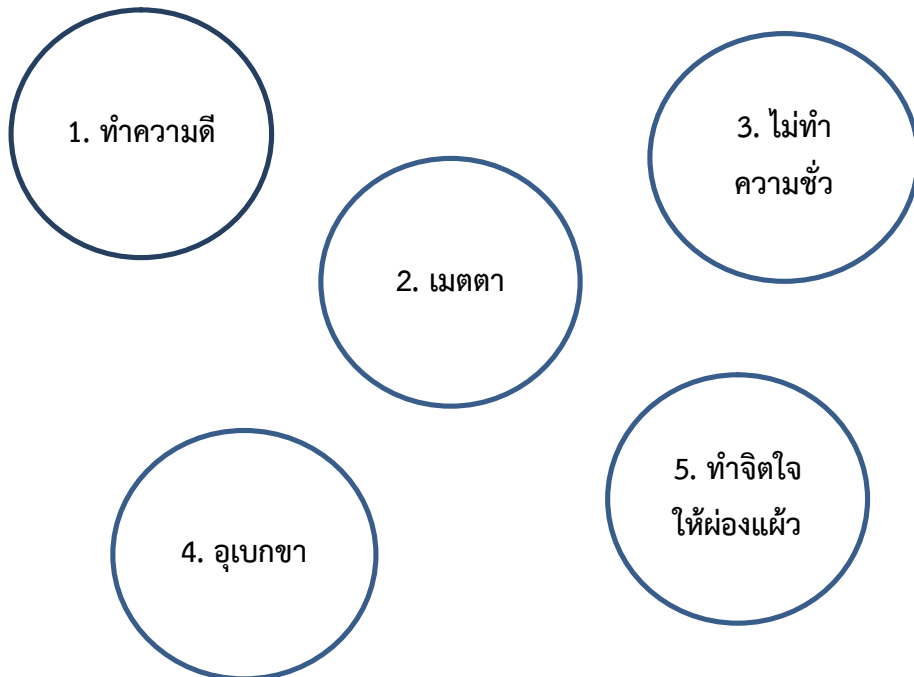 1. ทำความดี
2. เมตตา
3. ไม่ทำ
ความชั่ว
4. อุเบกขา
5. ทำจิตใจ
ให้ผ่องแผ้ว